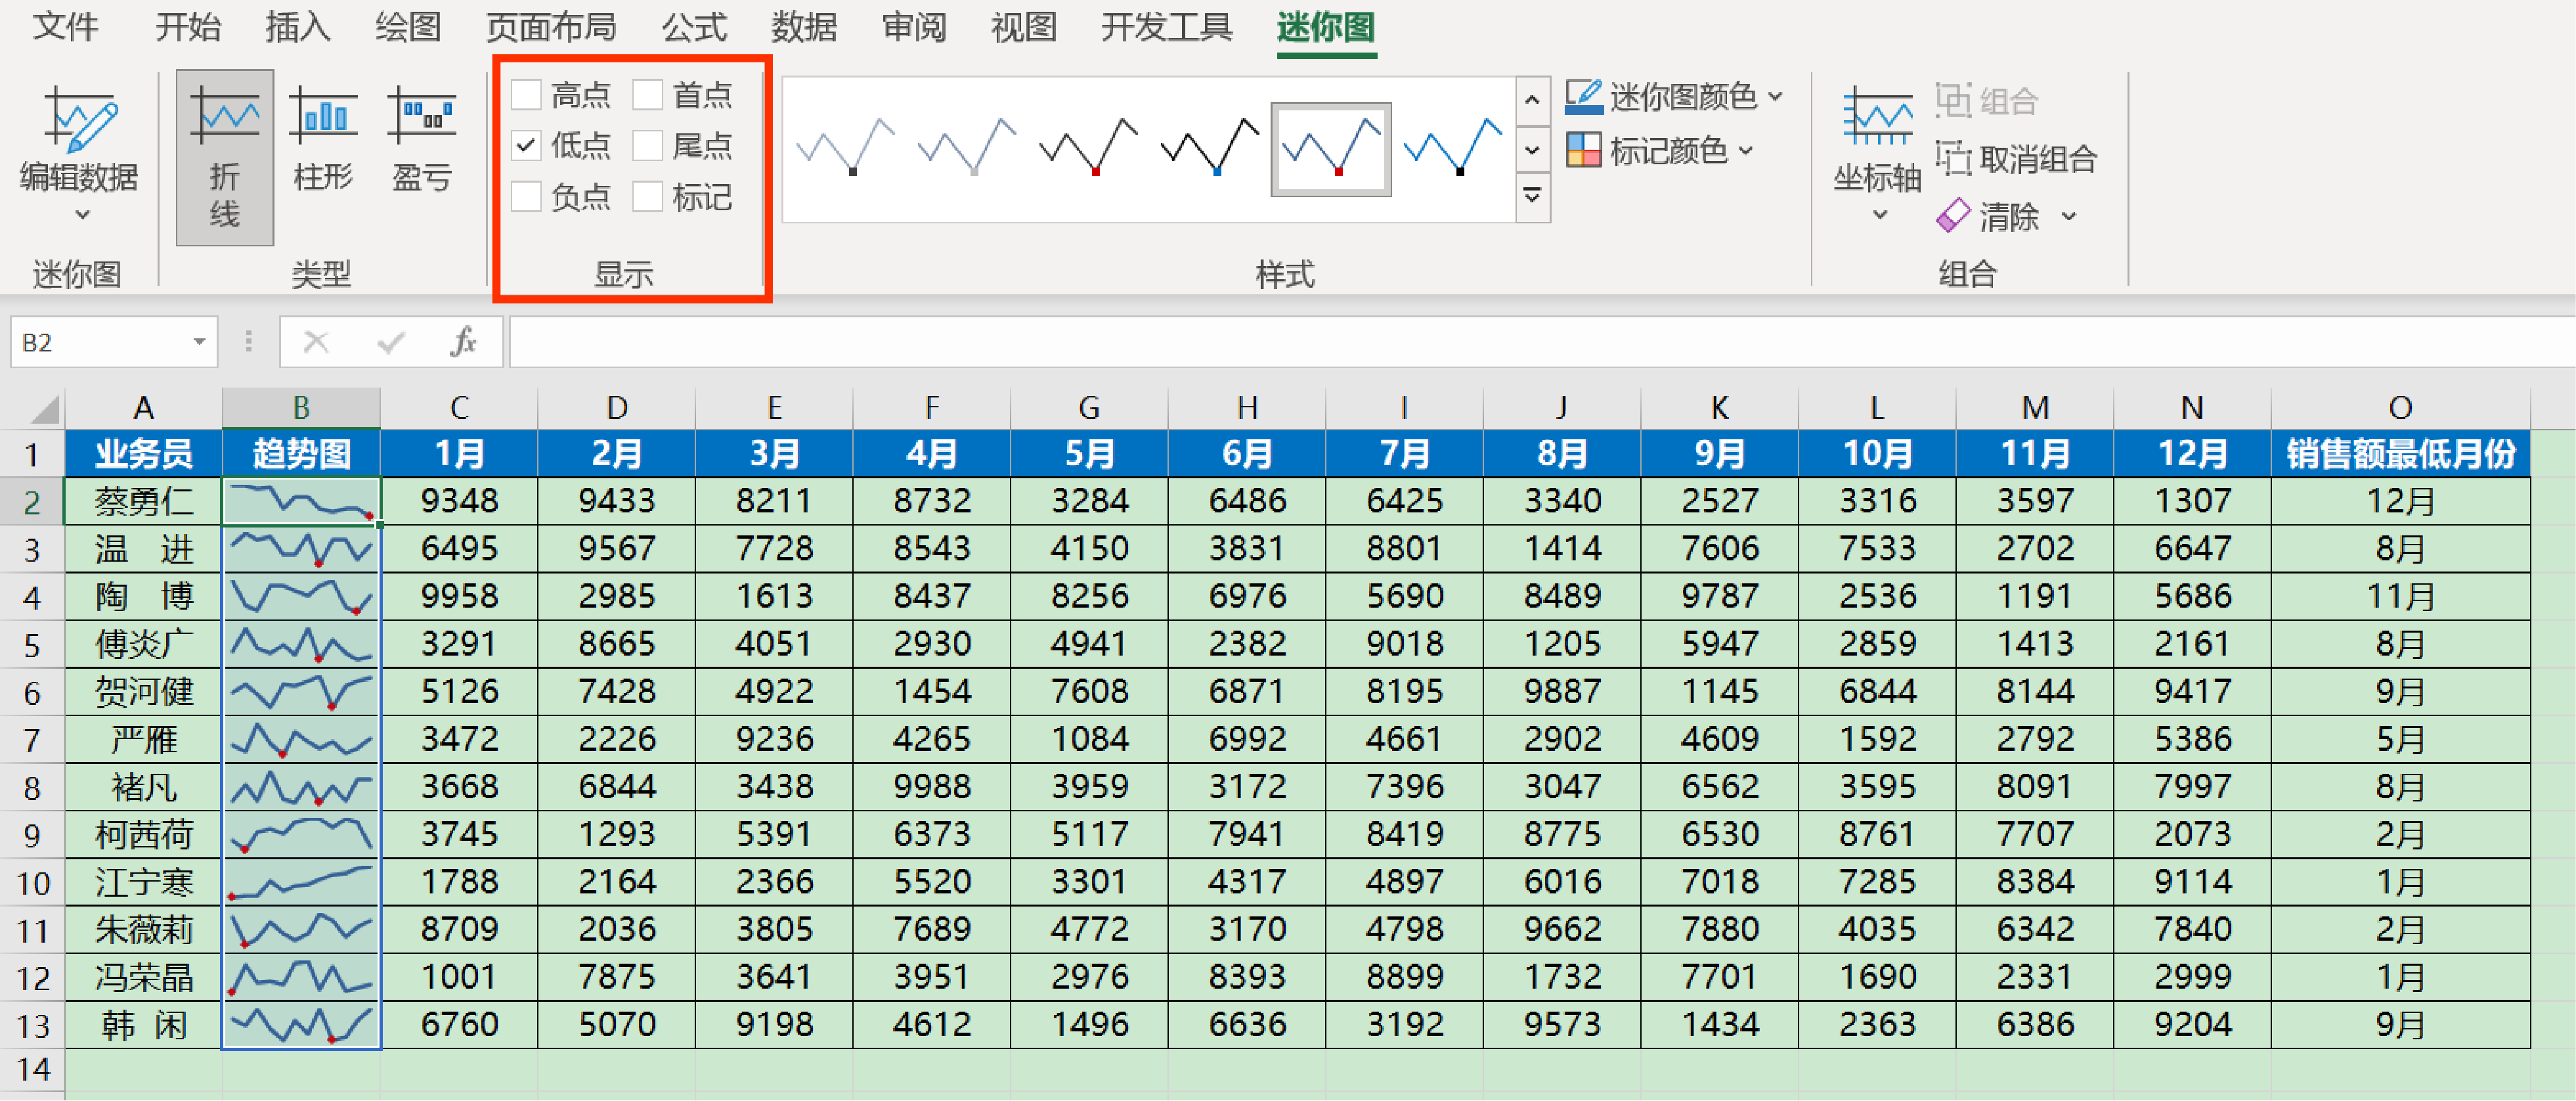 文件 开始 插入 绘图 页面布局 公式 数据 审阅 视图 开发工具 迷你图
高点 首点 迷你图颜色 组合
低点 尾点 标记颜色 取消组合
编辑数据 折线 柱形 盈亏 负点 标记 坐标轴 清除
迷你图 类型 显示 样式 组合
B2 fx
A B C D E F G H I J K L M N O
1 业务员 趋势图 1月 2月 3月 4月 5月 6月 7月 8月 9月 10月 11月 12月 销售额最低月份
2 蔡勇仁 9348 9433 8211 8732 3284 6486 6425 3340 2527 3316 3597 1307 12月
3 温 进 6495 9567 7728 8543 4150 3831 8801 1414 7606 7533 2702 6647 8月
4 陶 博 9958 2985 1613 8437 8256 6976 5690 8489 9787 2536 1191 5686 11月
5 傅炎广 3291 8665 4051 2930 4941 2382 9018 1205 5947 2859 1413 2161 8月
6 贺河健 5126 7428 4922 1454 7608 6871 8195 9887 1145 6844 8144 9417 9月
7 严雁 3472 2226 9236 4265 1084 6992 4661 2902 4609 1592 2792 5386 5月
8 褚凡 3668 6844 3438 9988 3959 3172 7396 3047 6562 3595 8091 7997 8月
9 柯茜荷 3745 1293 5391 6373 5117 7941 8419 8775 6530 8761 7707 2073 2月
10 江宁寒 1788 2164 2366 5520 3301 4317 4897 6016 7018 7285 8384 9114 1月
11 朱薇莉 8709 2036 3805 7689 4772 3170 4798 9662 7880 4035 6342 7840 2月
12 冯荣晶 1001 7875 3641 3951 2976 8393 8899 1732 7701 1690 2331 2999 1月
13 韩 闲 6760 5070 9198 4612 1496 6636 3192 9573 1434 2363 6386 9204 9月
14